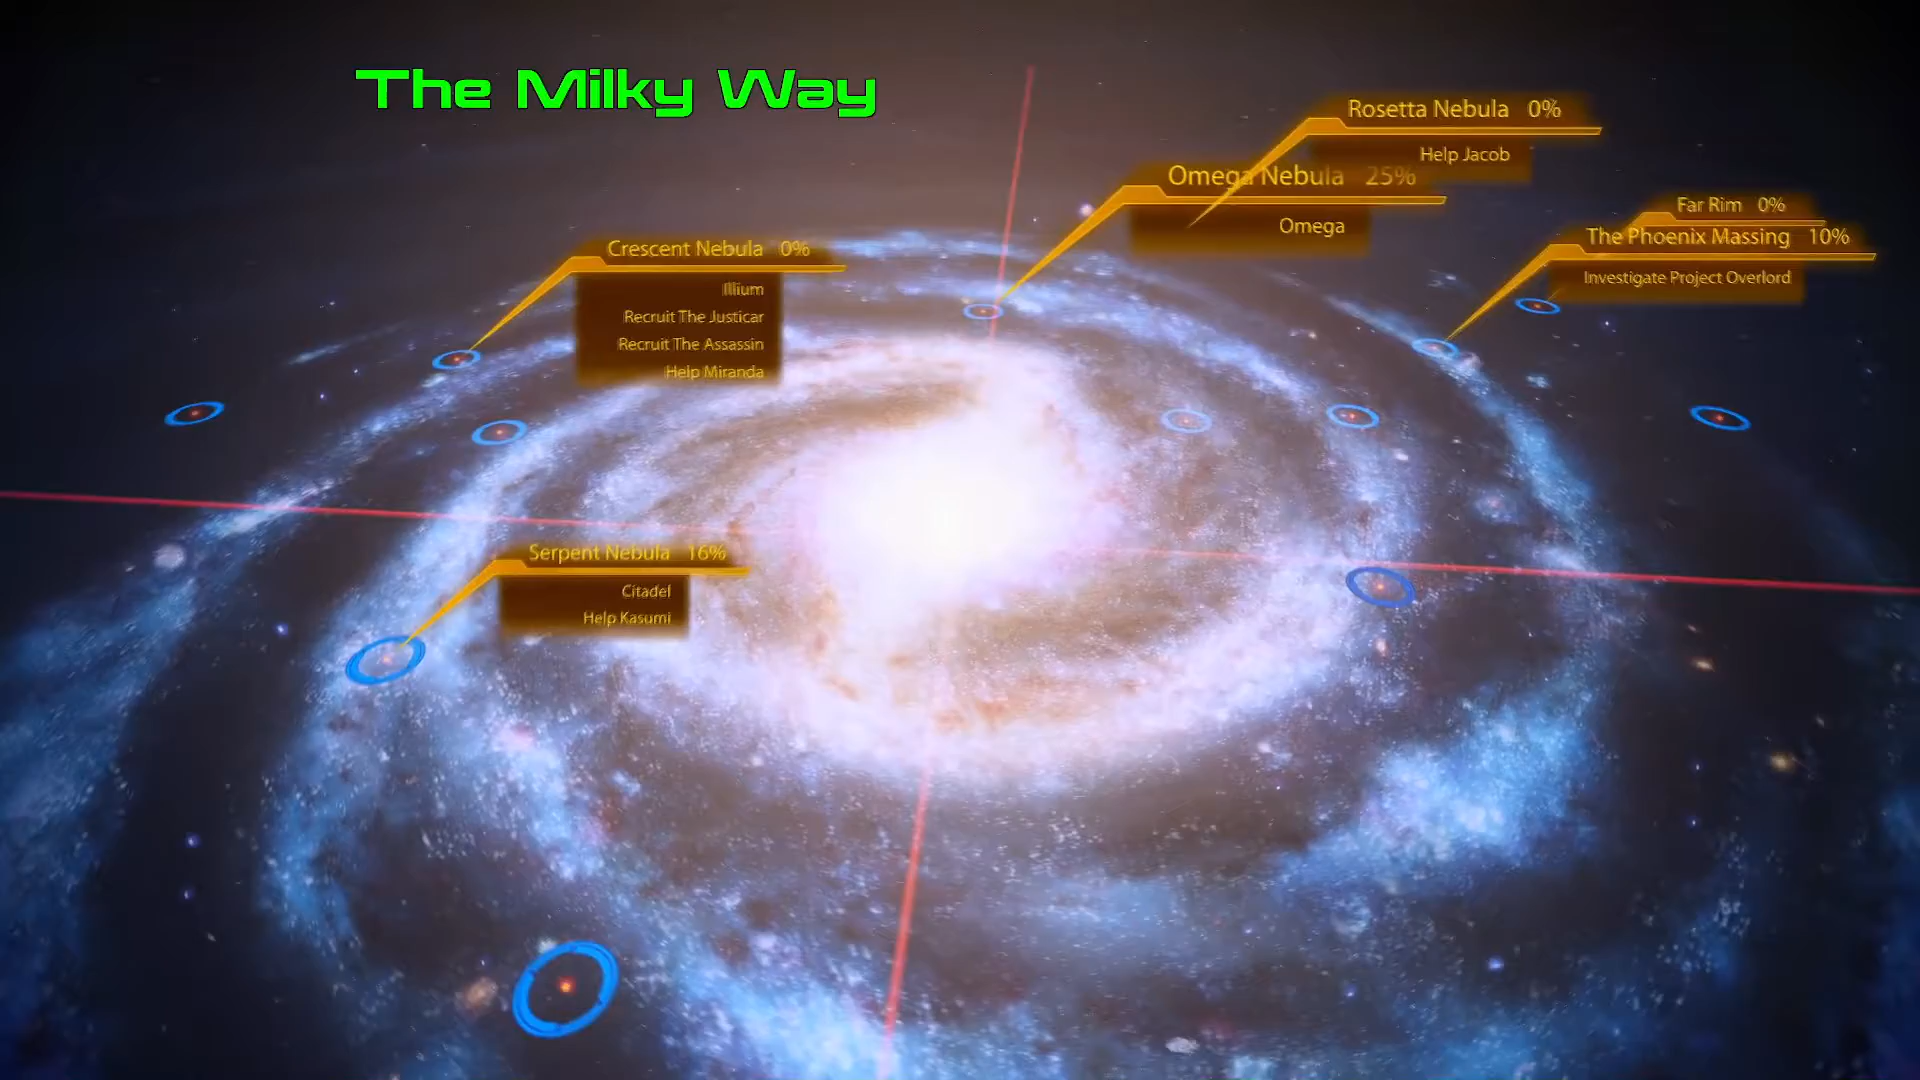 The Milky Way
Rosetta Nebula 0%
Help Jacob
Omega Nebula 25%
Omega
Far Rim 0%
The Phoenix Massing 10%
Investigate Project Overlord
Crescent Nebula 0%
Illium
Recruit The Justicar
Recruit The Assassin
Help Miranda
Serpent Nebula 16%
Citadel
Help Kasumi